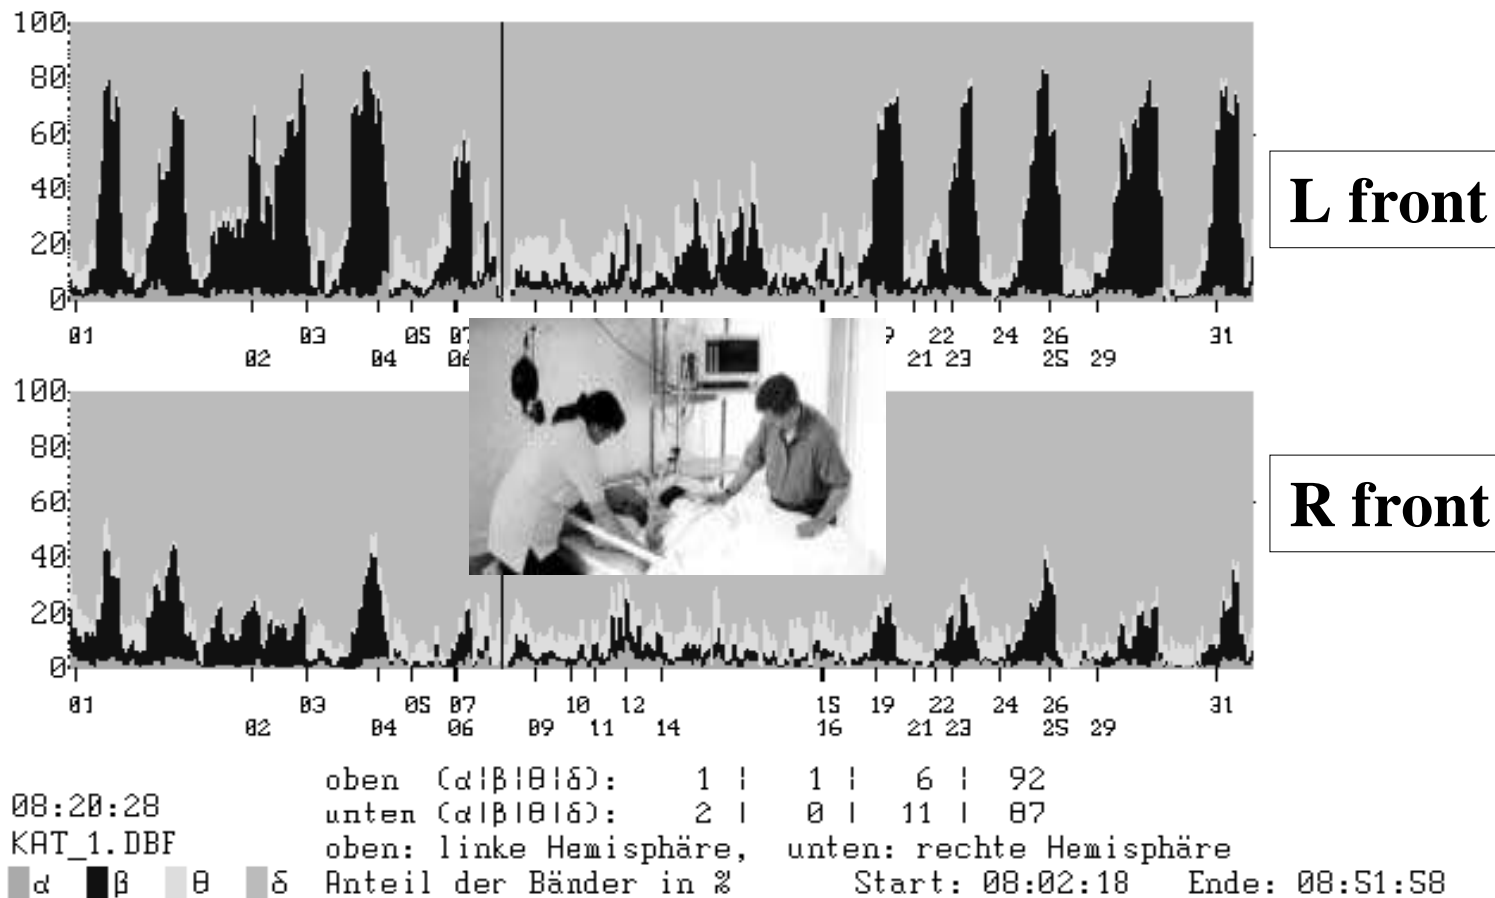 100
80
60
40
20
0
L front
01 03 05 07 22 24 26 31
02 04 06 21 23 25 29
100
80
60
40
20
0
R front
01 03 05 07 10 12 15 19 22 24 26 31
02 04 06 09 11 14 16 21 23 25 29
oben (α|β|θ|δ): 1 | 1 | 6 | 92
08:20:28
unten (α|β|θ|δ): 2 | 0 | 11 | 87
KAT_1.DBF
oben: linke Hemisphäre, unten: rechte Hemisphäre
α β θ δ Anteil der Bänder in % Start: 08:02:18 Ende: 08:51:58